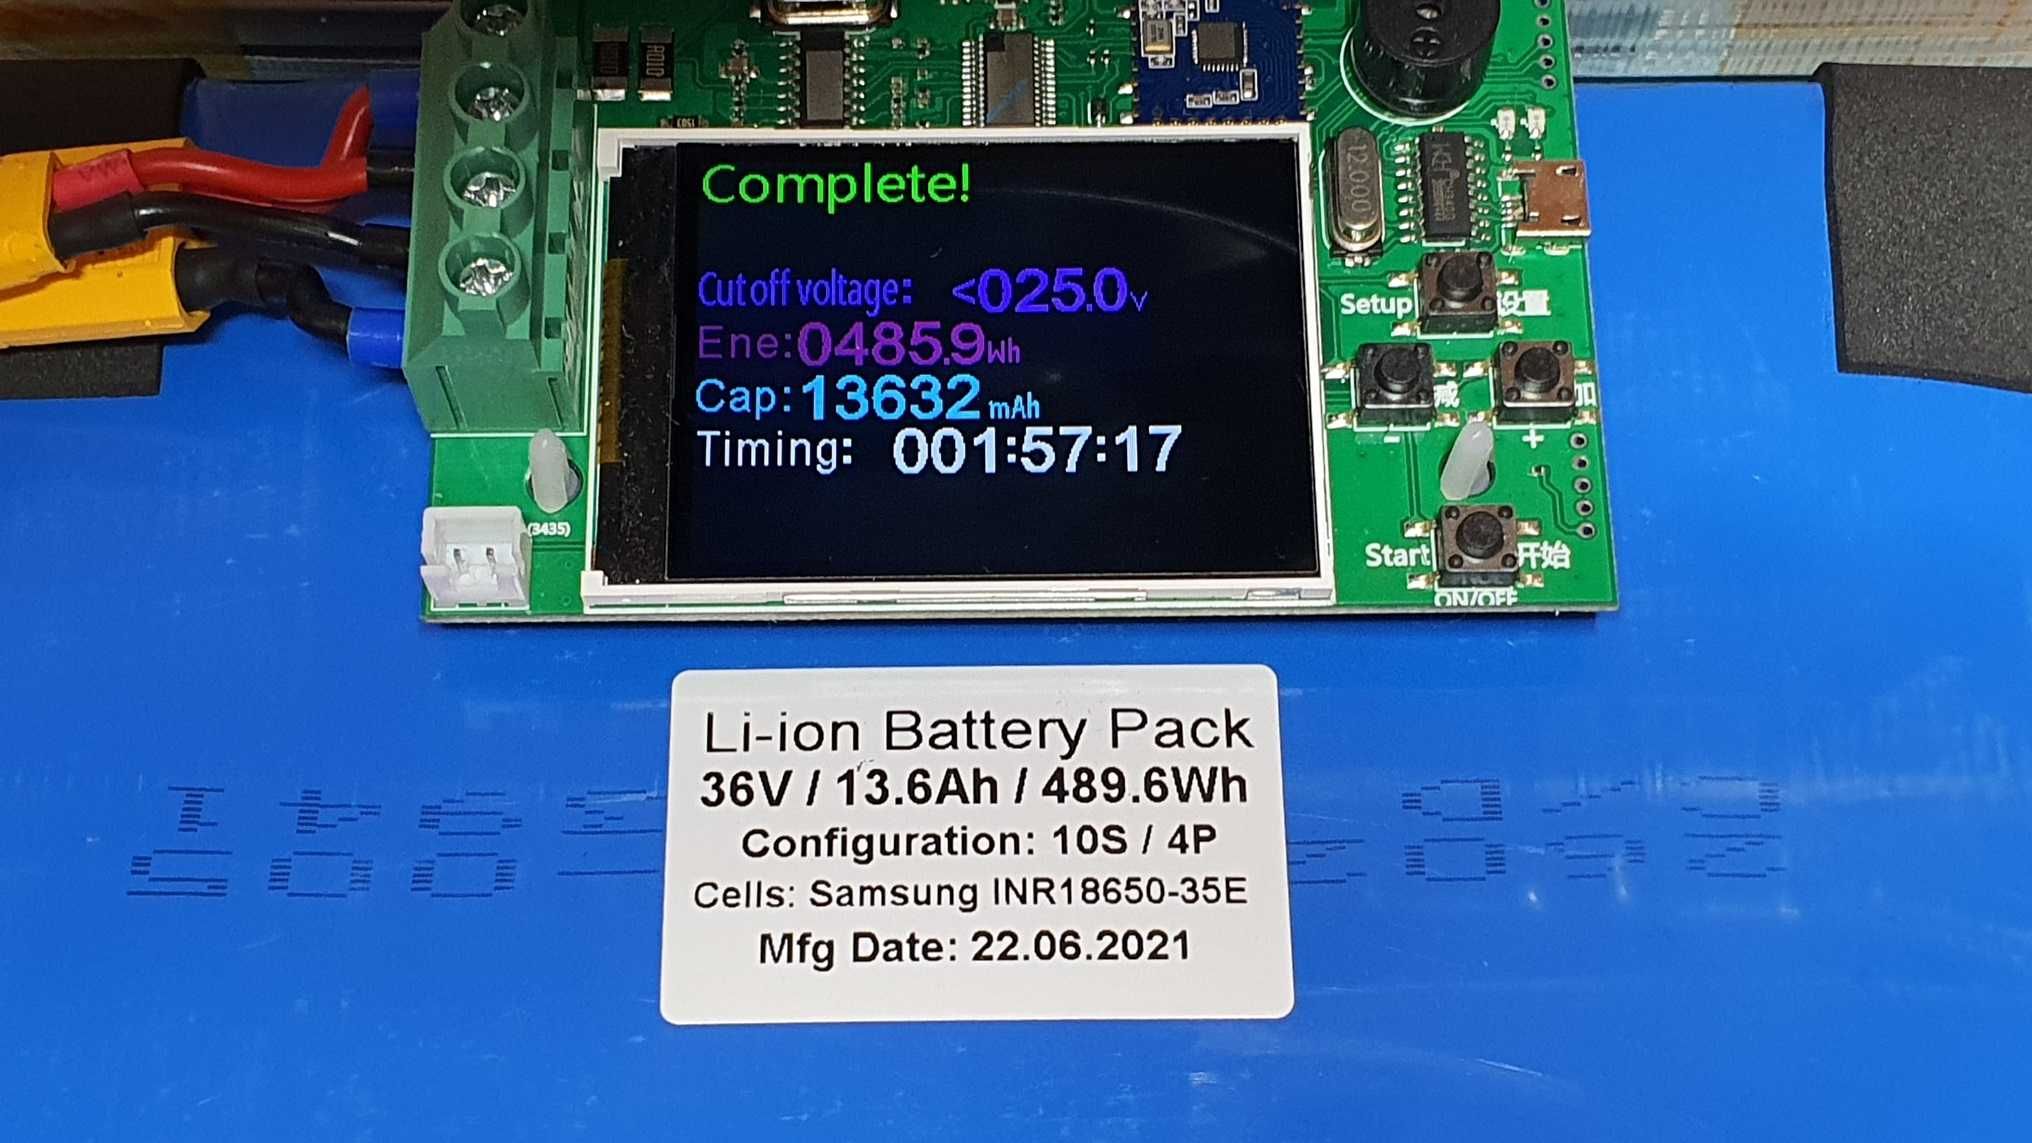 R010
12.000
Complete!
Cutoff voltage: <025.0V
Setup 设置
Ene:0485.9Wh
Cap:13632mAh
减 加
- +
Timing: 001:57:17
(3435)
Start 开始
ON/OFF
Li-ion Battery Pack
36V / 13.6Ah / 489.6Wh
Configuration: 10S / 4P
Cells: Samsung INR18650-35E
Mfg Date: 22.06.2021